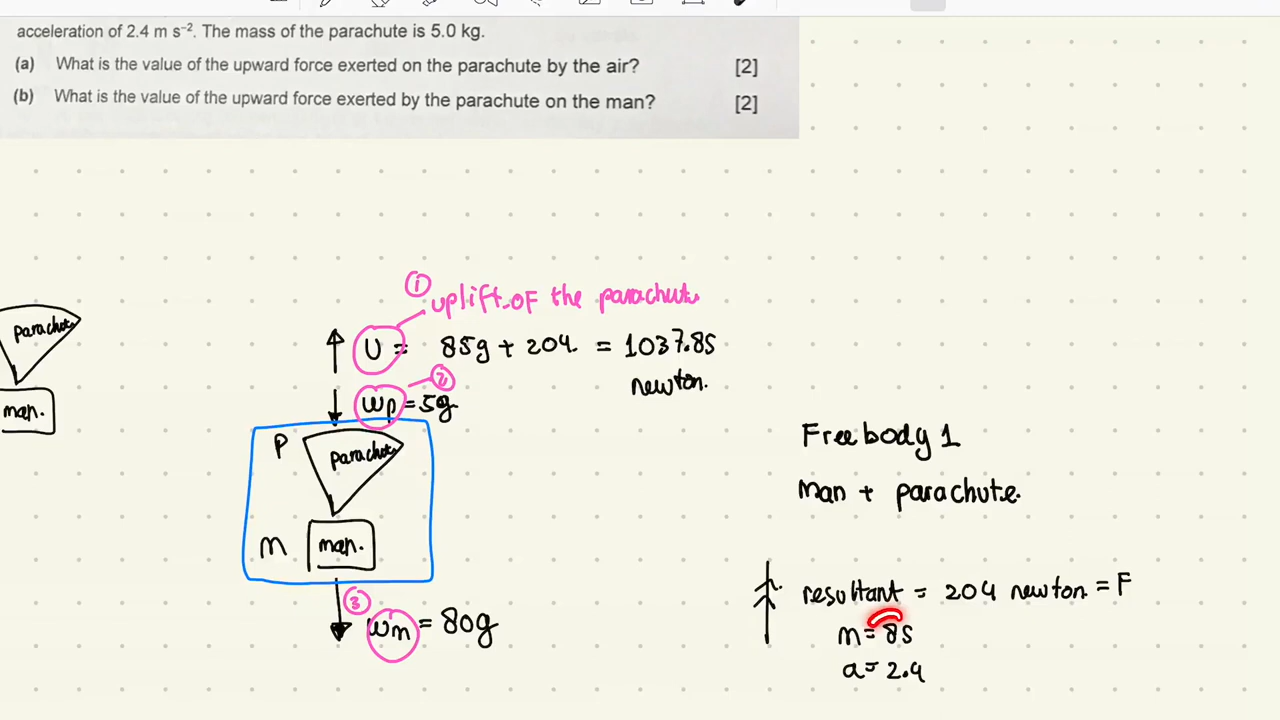 acceleration of 2.4 m s⁻². The mass of the parachute is 5.0 kg.
(a) What is the value of the upward force exerted on the parachute by the air? [2]
(b) What is the value of the upward force exerted by the parachute on the man? [2]
① uplift of the parachute
U = 85g + 204 = 1037.85
newton.
②
Wp = 5g
parachute
man.
P parachute
M man.
③
Wm = 80g
Free body 1
man + parachute.
resultant = 204 newton = F
m = 85
a = 2.4